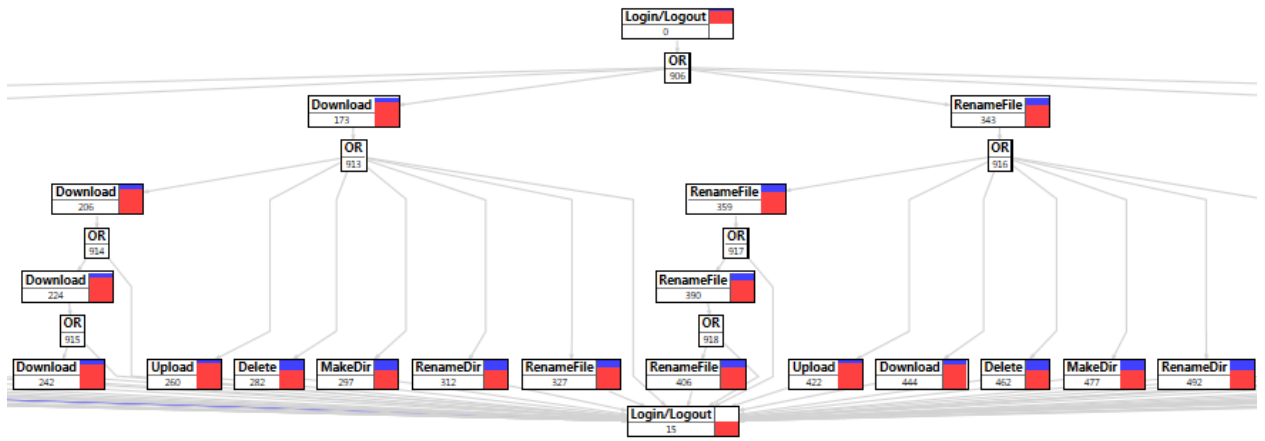 Login/Logout
0
OR
906
Download
173
RenameFile
343
OR
913
OR
916
Download
206
RenameFile
359
OR
914
OR
917
Download
224
RenameFile
390
OR
915
OR
918
Download
242
Upload
260
Delete
282
MakeDir
297
RenameDir
312
RenameFile
327
RenameFile
406
Upload
422
Download
444
Delete
462
MakeDir
477
RenameDir
492
Login/Logout
15